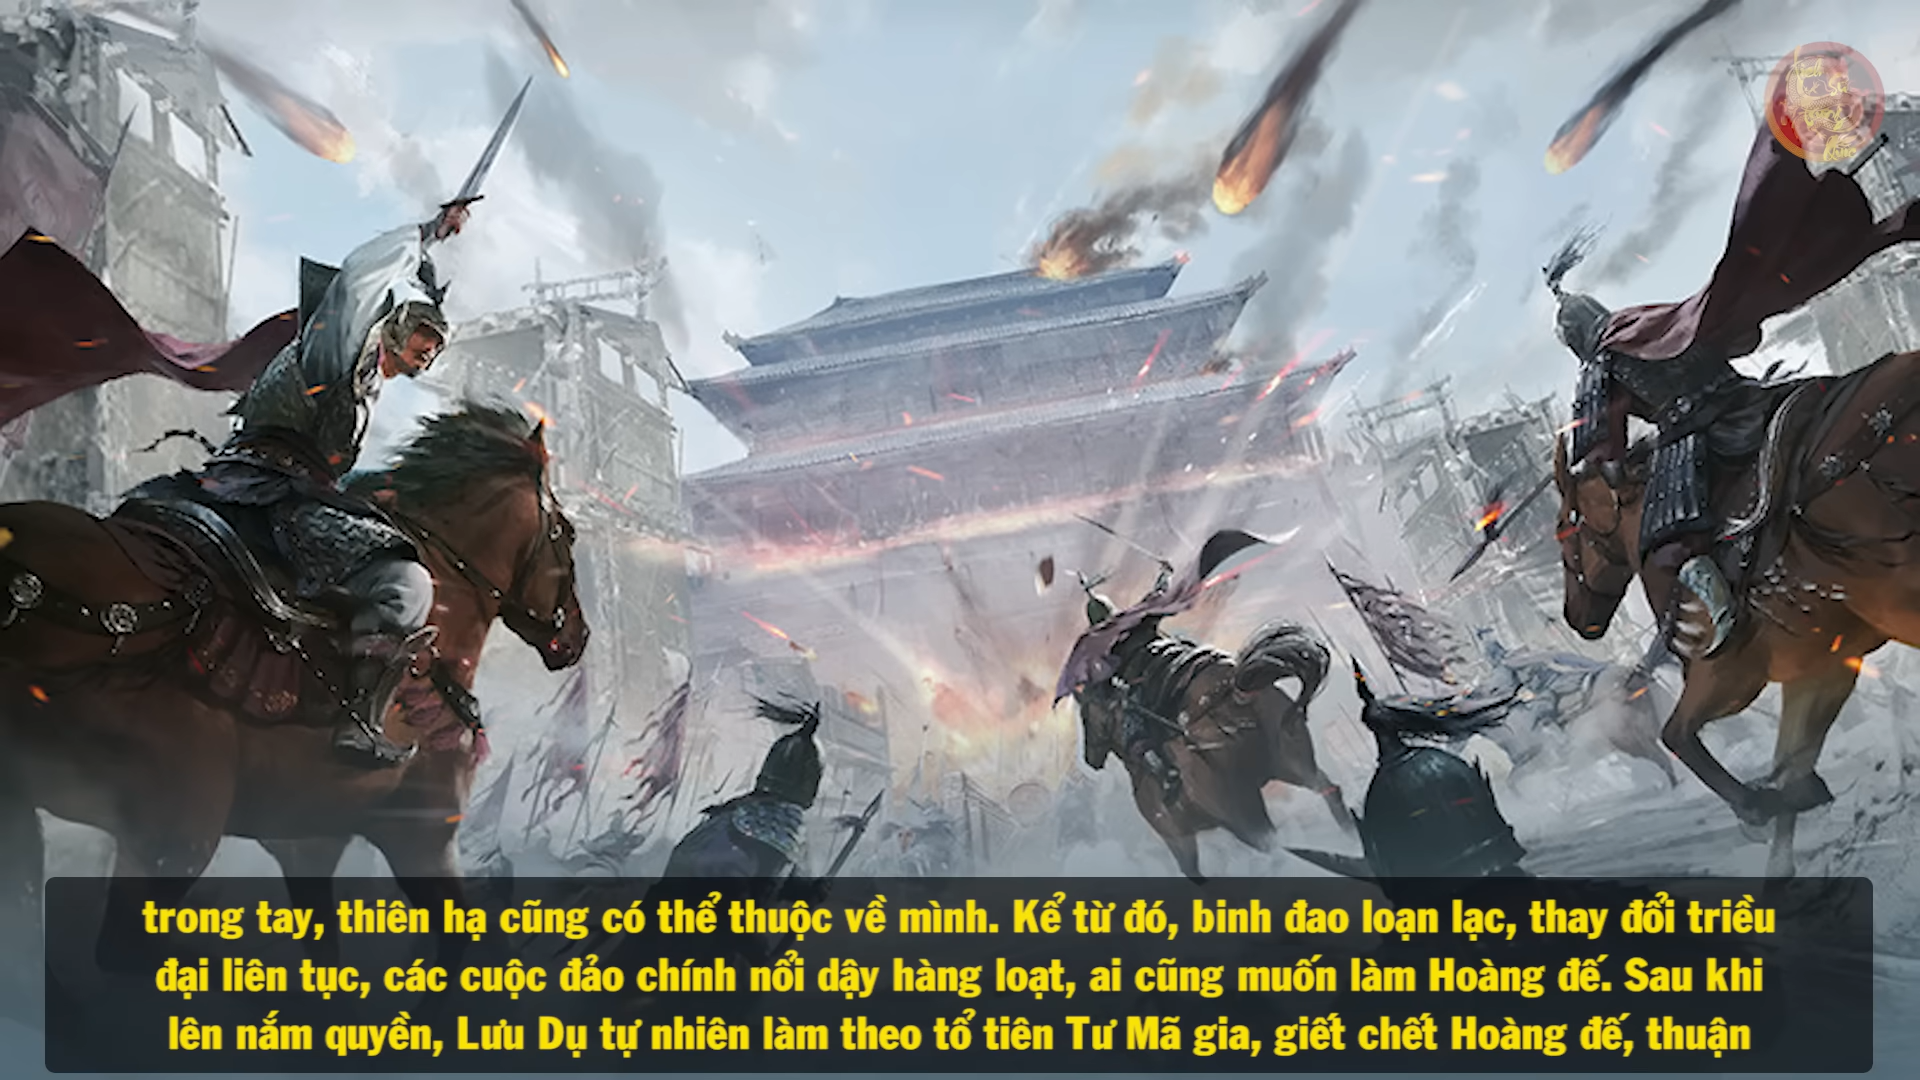 trong tay, thiên hạ cũng có thể thuộc về mình. Kể từ đó, binh đao loạn lạc, thay đổi triều
đại liên tục, các cuộc đảo chính nổi dậy hàng loạt, ai cũng muốn làm Hoàng đế. Sau khi
lên nắm quyền, Lưu Dụ tự nhiên làm theo tổ tiên Tư Mã gia, giết chết Hoàng đế, thuận